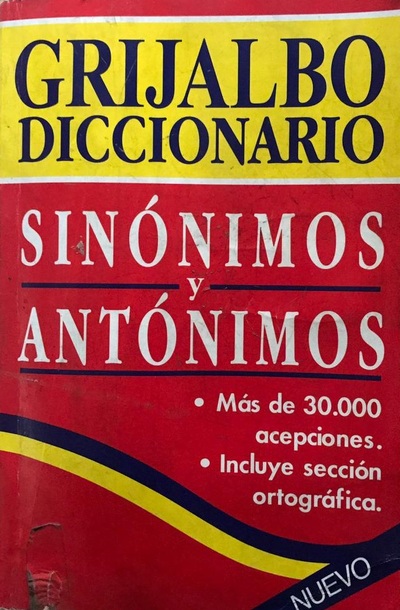 GRIJALBO
DICCIONARIO
SINÓNIMOS
y
ANTÓNIMOS
• Más de 30.000
acepciones.
• Incluye sección
ortográfica.
NUEVO